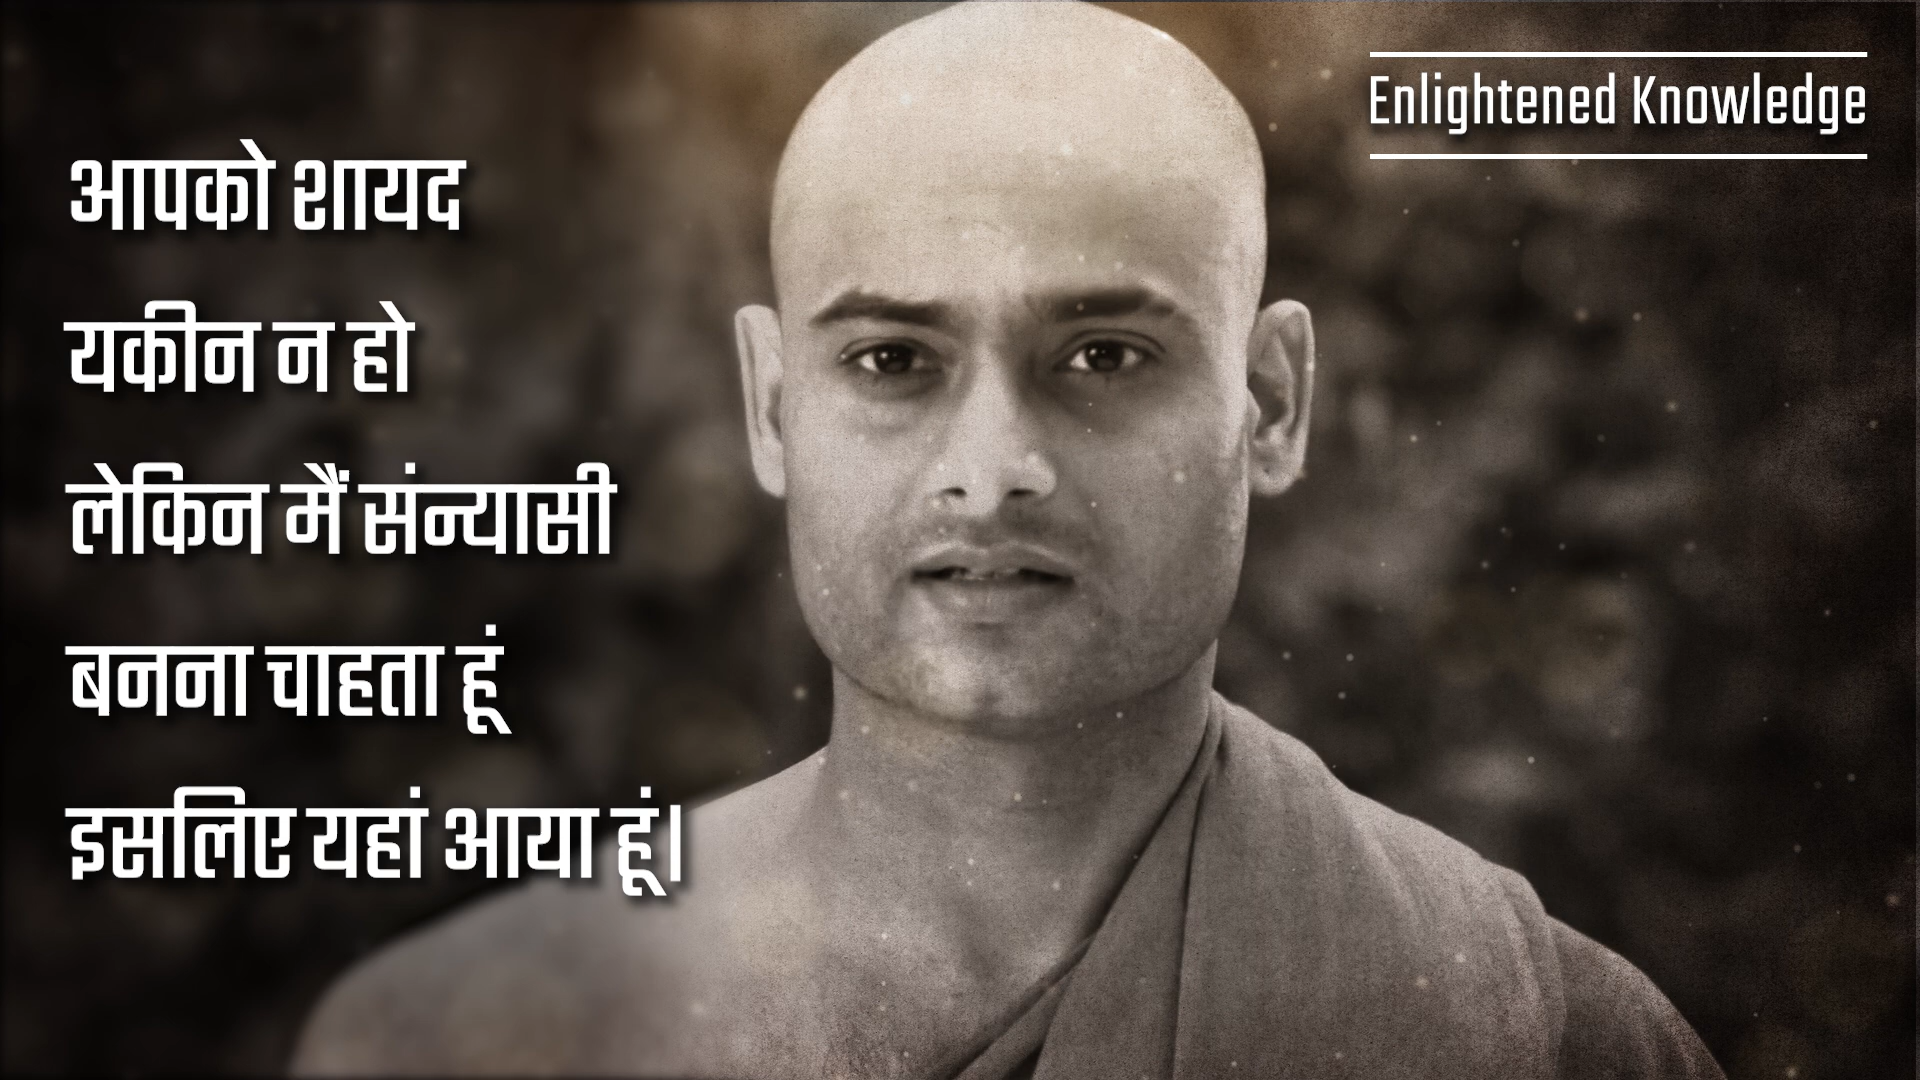 आपको शायद
यकीन न हो
लेकिन मैं संन्यासी
बनना चाहता हूं
इसलिए यहां आया हूं।
Enlightened Knowledge